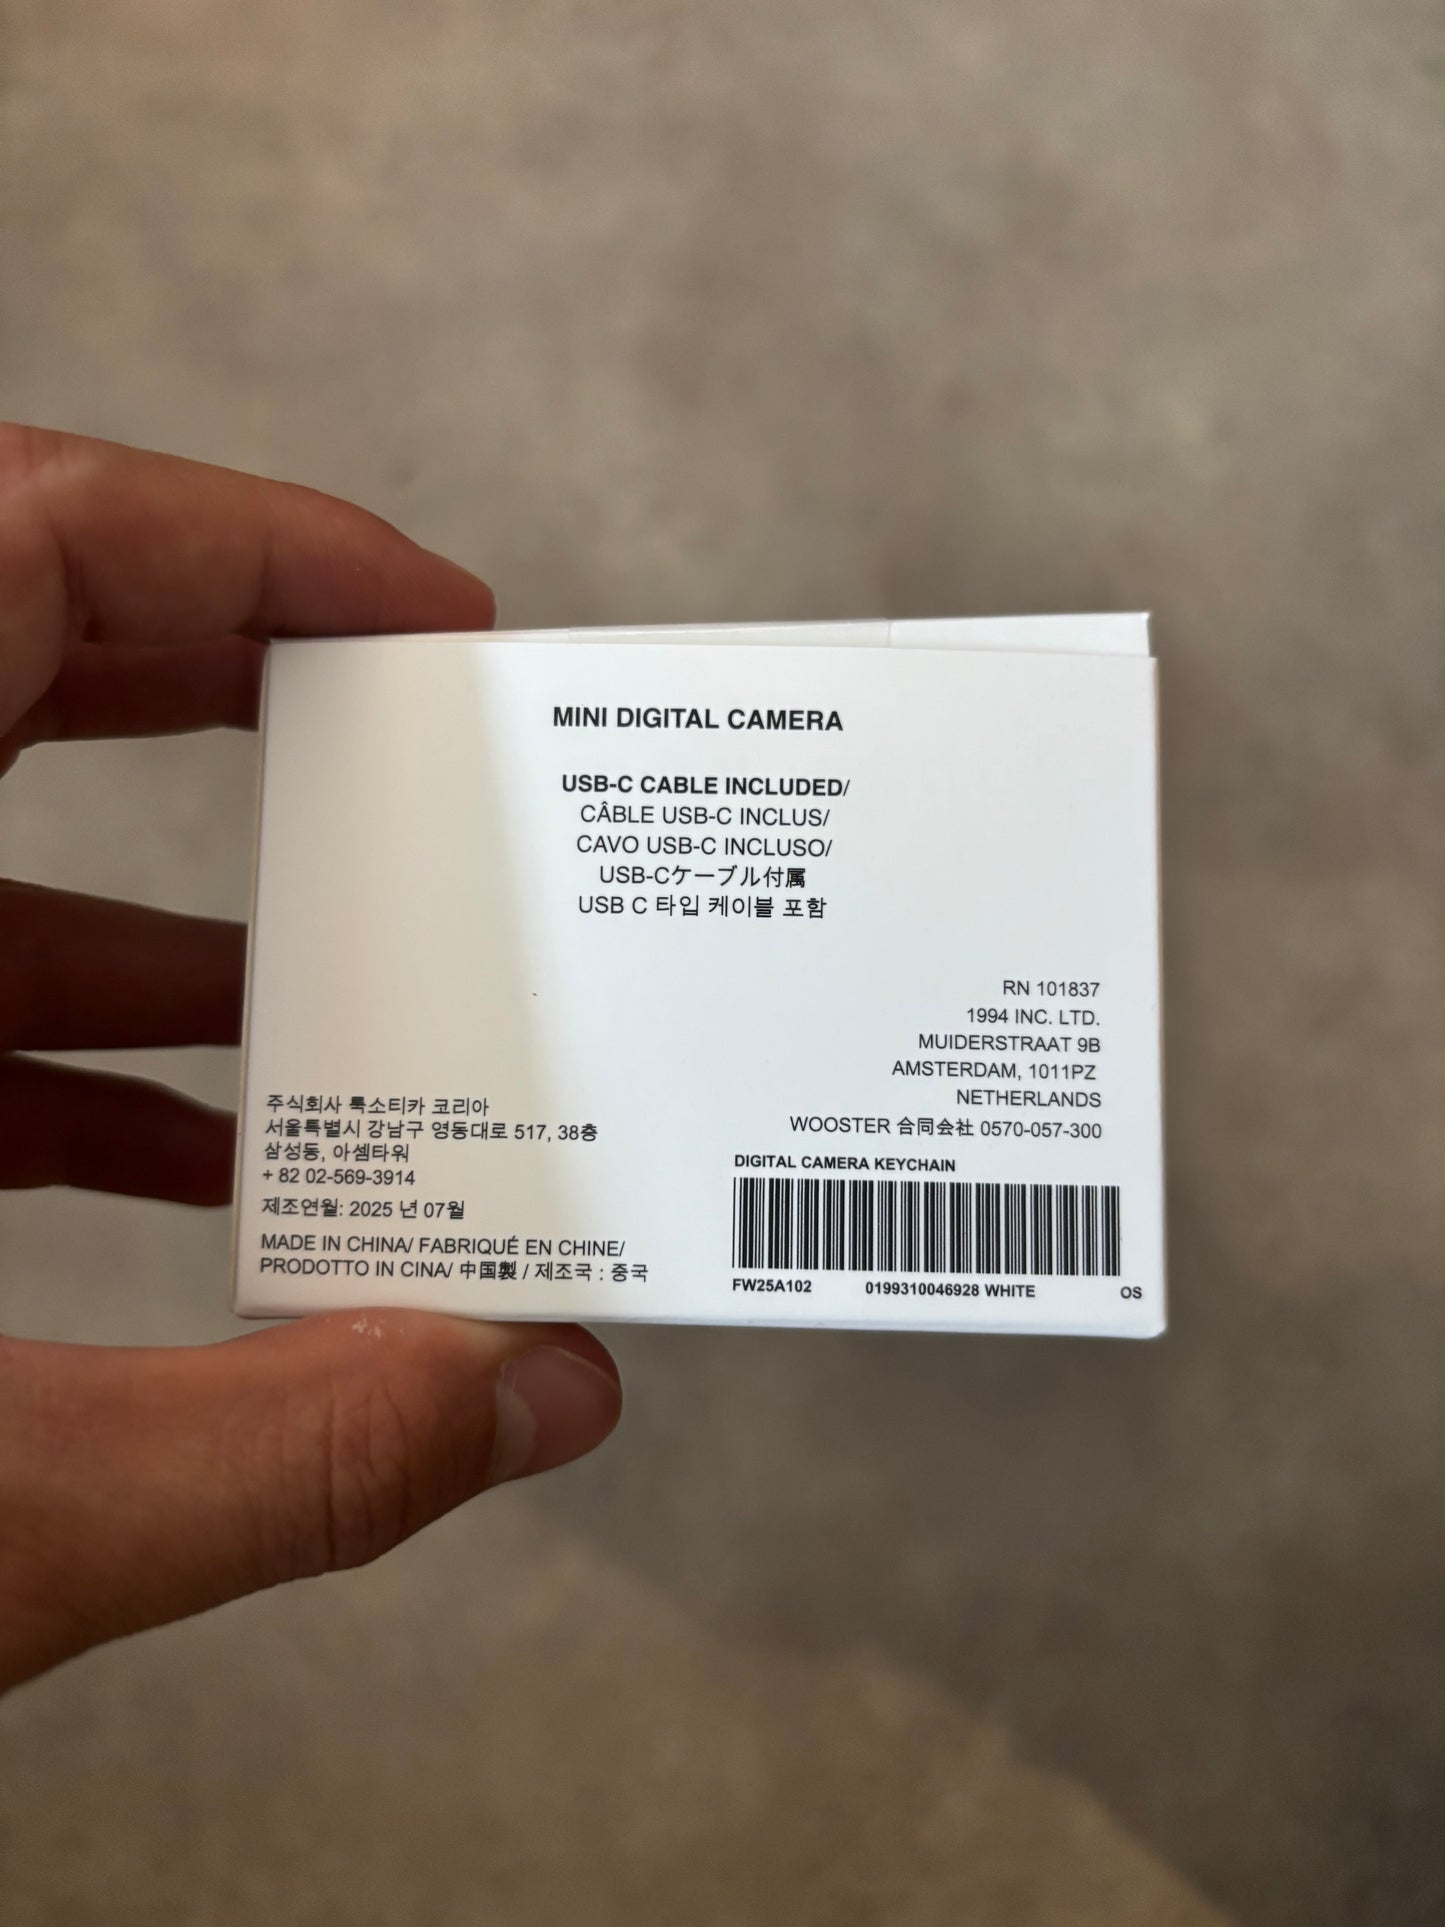 MINI DIGITAL CAMERA
USB-C CABLE INCLUDED/
CÂBLE USB-C INCLUS/
CAVO USB-C INCLUSO/
USB-Cケーブル付属
USB C 타입 케이블 포함
RN 101837
1994 INC. LTD.
MUIDERSTRAAT 9B
AMSTERDAM, 1011PZ
NETHERLANDS
WOOSTER 合同会社 0570-057-300
주식회사 룩소티카 코리아
서울특별시 강남구 영동대로 517, 38층
삼성동, 아셈타워
+ 82 02-569-3914
제조연월: 2025 년 07월
MADE IN CHINA/ FABRIQUÉ EN CHINE/
PRODOTTO IN CINA/ 中国製 / 제조국 : 중국
DIGITAL CAMERA KEYCHAIN
FW25A102 0199310046928 WHITE OS